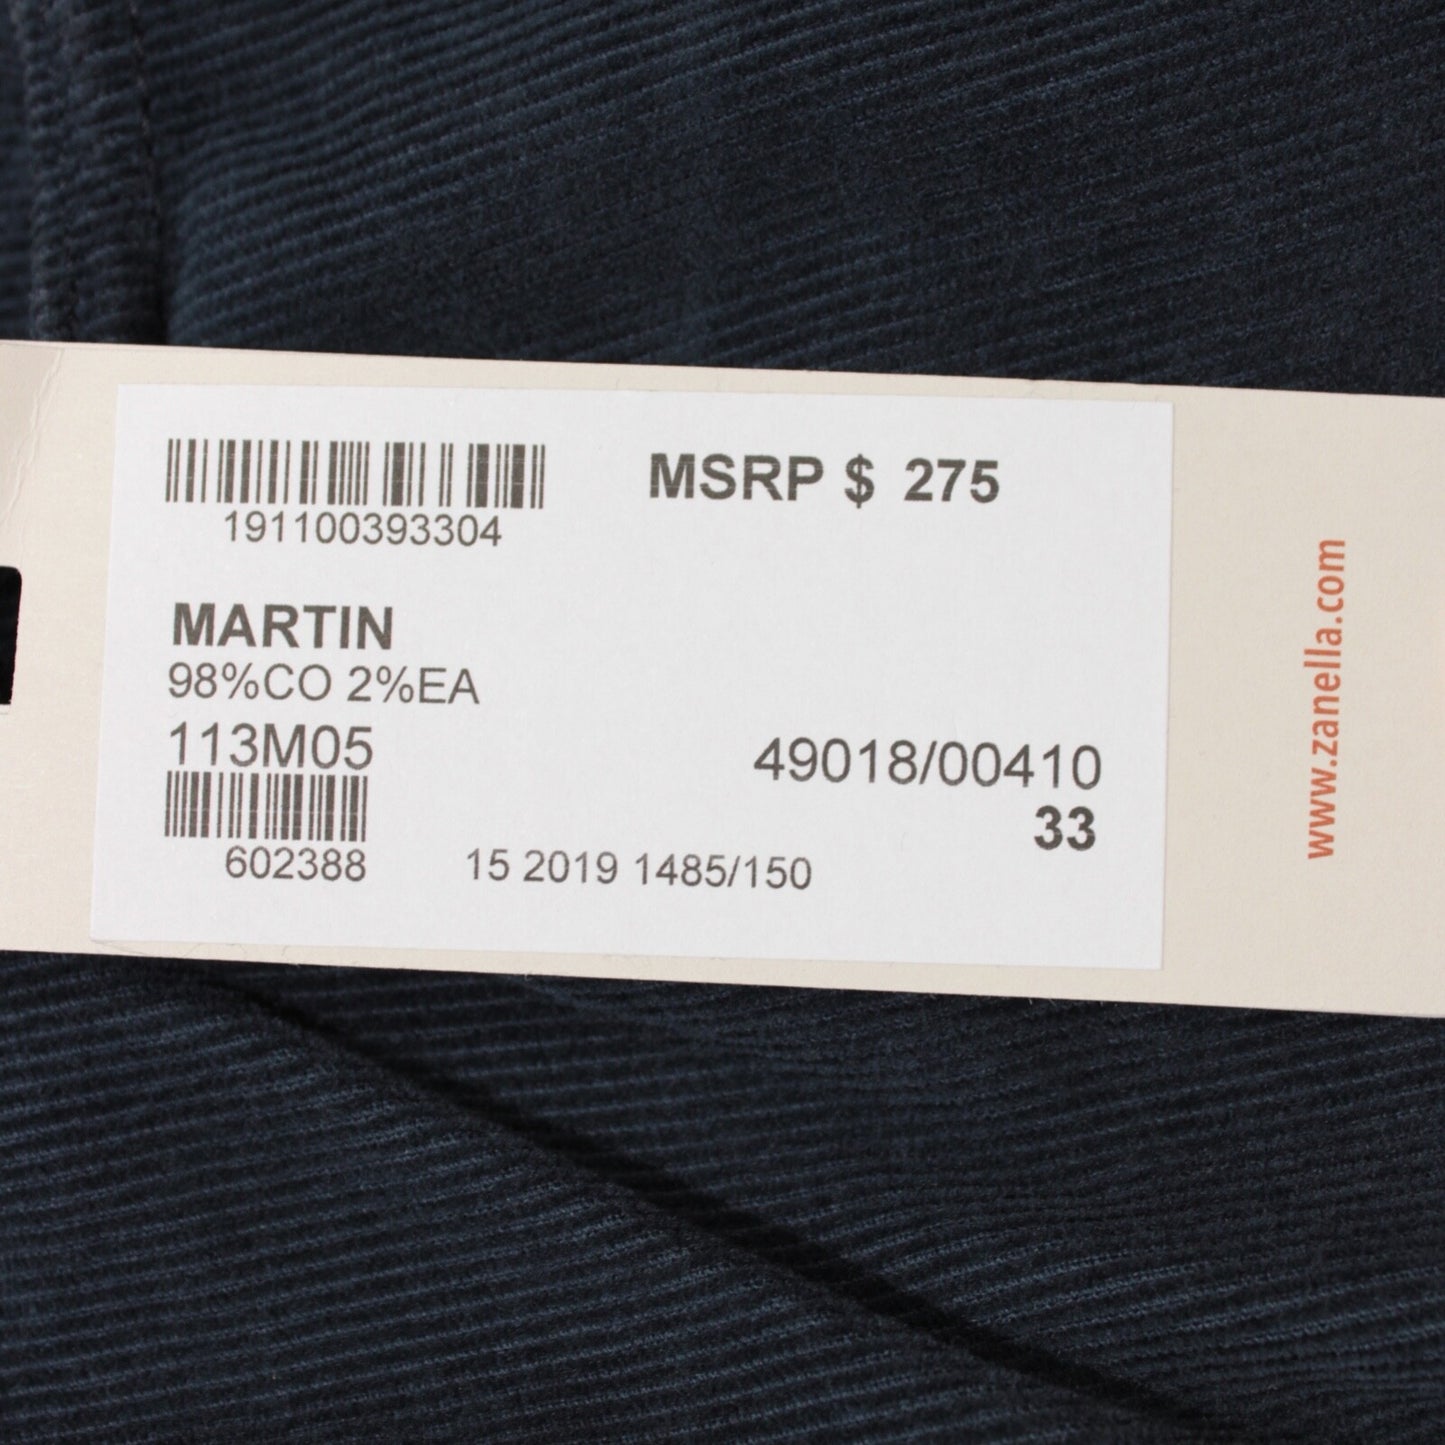 MSRP $ 275
191100393304
MARTIN
98%CO 2%EA
113M05
49018/00410
33
602388
15 2019 1485/150
www.zanella.com